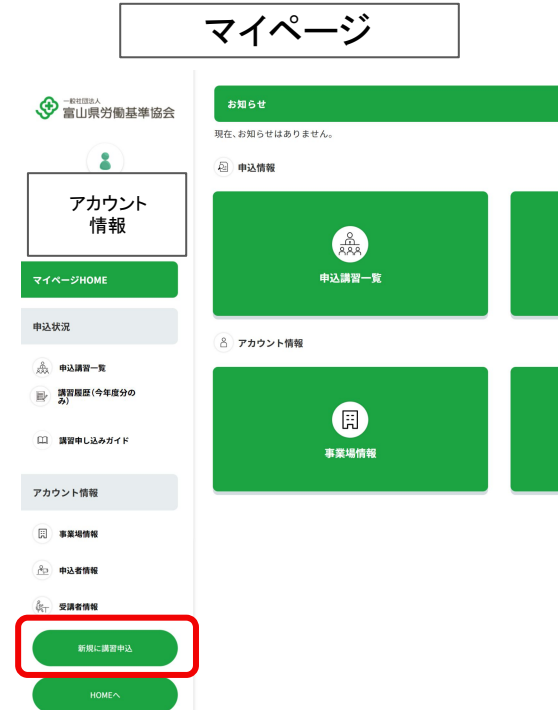 マイページ
一般社団法人
富山県労働基準協会
アカウント
情報
マイページHOME
申込状況
申込講習一覧
講習履歴(今年度分の
み)
講習申し込みガイド
アカウント情報
事業場情報
申込者情報
受講者情報
新規に講習申込
HOMEへ
お知らせ
現在、お知らせはありません。
申込情報
申込講習一覧
アカウント情報
事業場情報